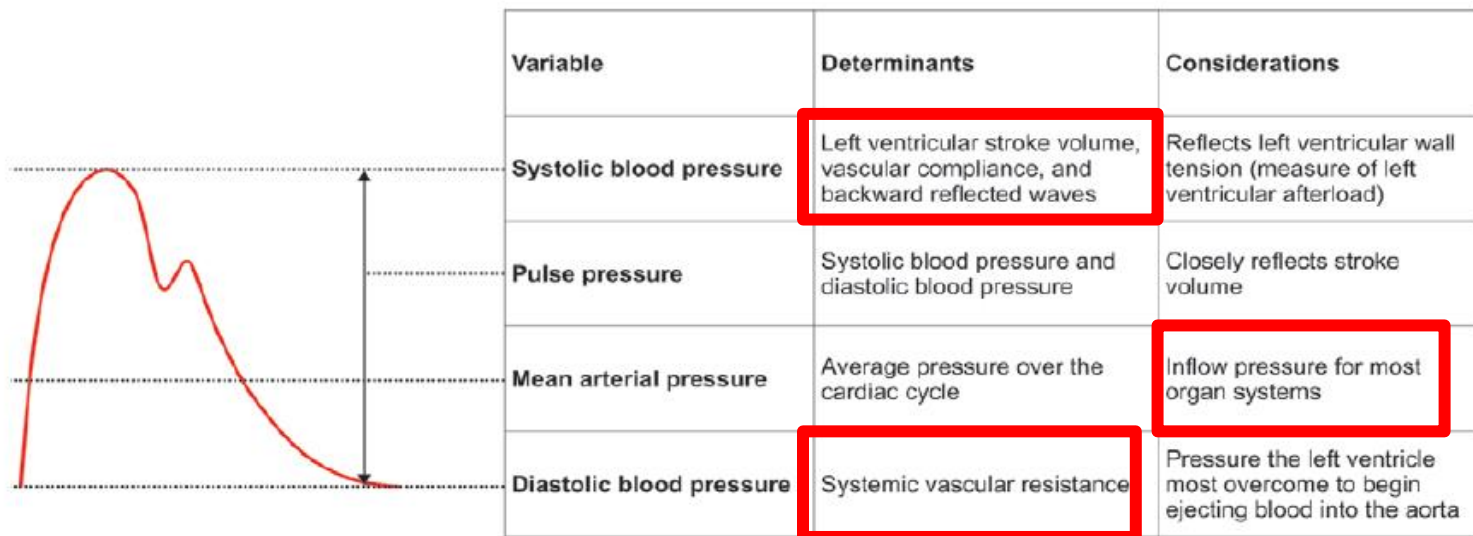 Variable
Determinants
Considerations
Systolic blood pressure
Left ventricular stroke volume,
vascular compliance, and
backward reflected waves
Reflects left ventricular wall
tension (measure of left
ventricular afterload)
Pulse pressure
Systolic blood pressure and
diastolic blood pressure
Closely reflects stroke
volume
Mean arterial pressure
Average pressure over the
cardiac cycle
Inflow pressure for most
organ systems
Diastolic blood pressure
Systemic vascular resistance
Pressure the left ventricle
most overcome to begin
ejecting blood into the aorta